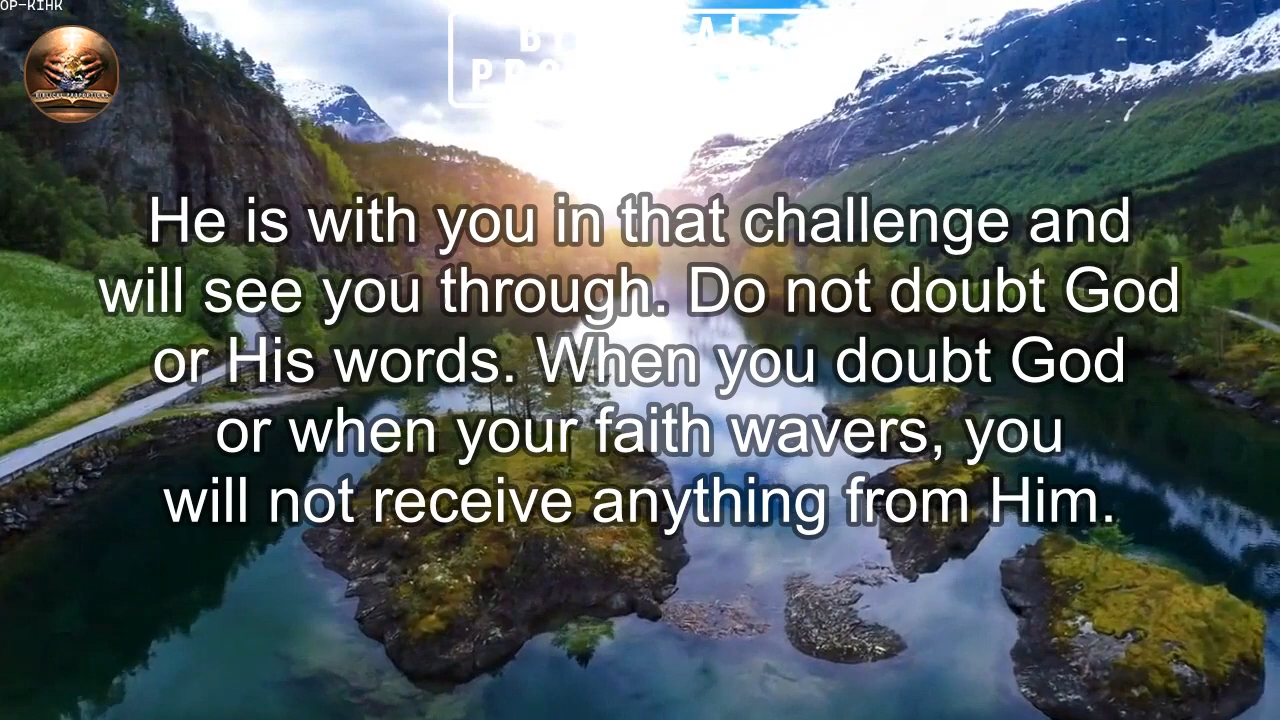 OP-KIHK
He is with you in that challenge and
will see you through. Do not doubt God
or His words. When you doubt God
or when your faith wavers, you
will not receive anything from Him.